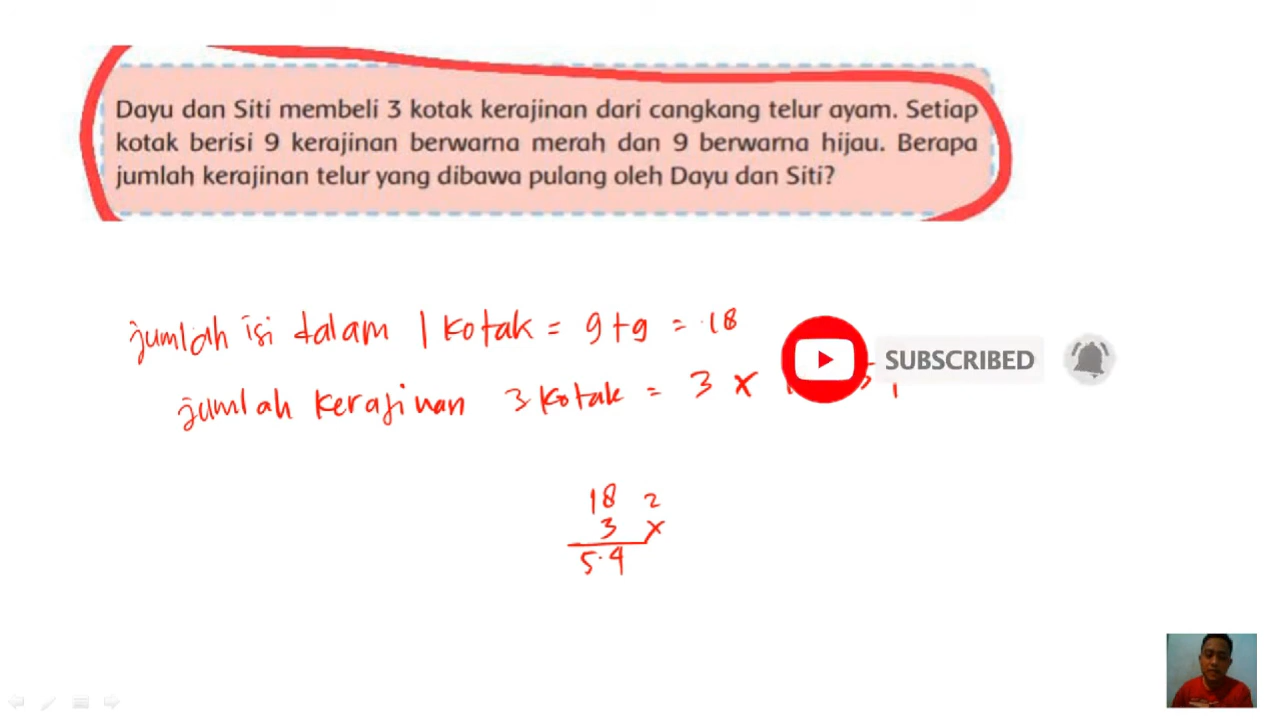 Dayu dan Siti membeli 3 kotak kerajinan dari cangkang telur ayam. Setiap
kotak berisi 9 kerajinan berwarna merah dan 9 berwarna hijau. Berapa
jumlah kerajinan telur yang dibawa pulang oleh Dayu dan Siti?
jumlah isi dalam 1 kotak = 9+9 = 18
SUBSCRIBED
jumlah kerajinan 3 kotak = 3 x
18 2
3 x
54